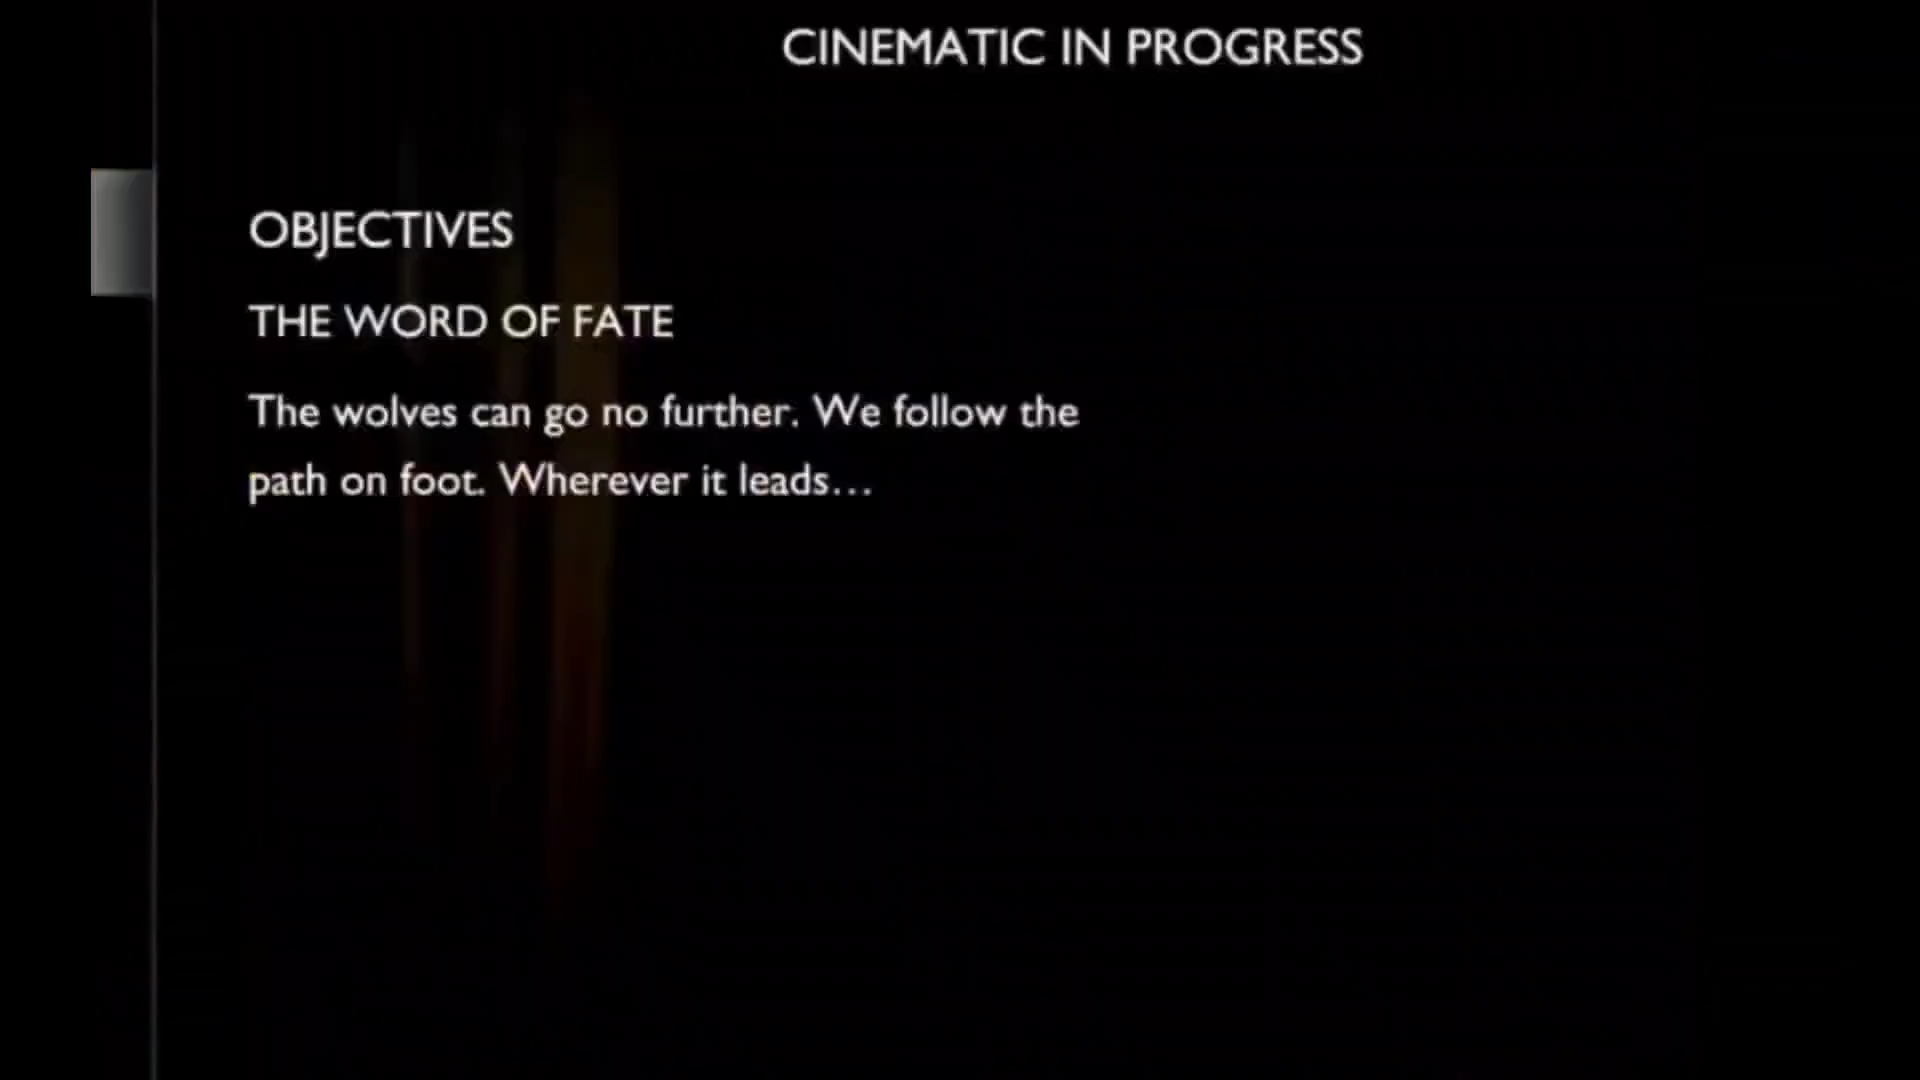 CINEMATIC IN PROGRESS
OBJECTIVES
THE WORD OF FATE
The wolves can go no further. We follow the
path on foot. Wherever it leads...